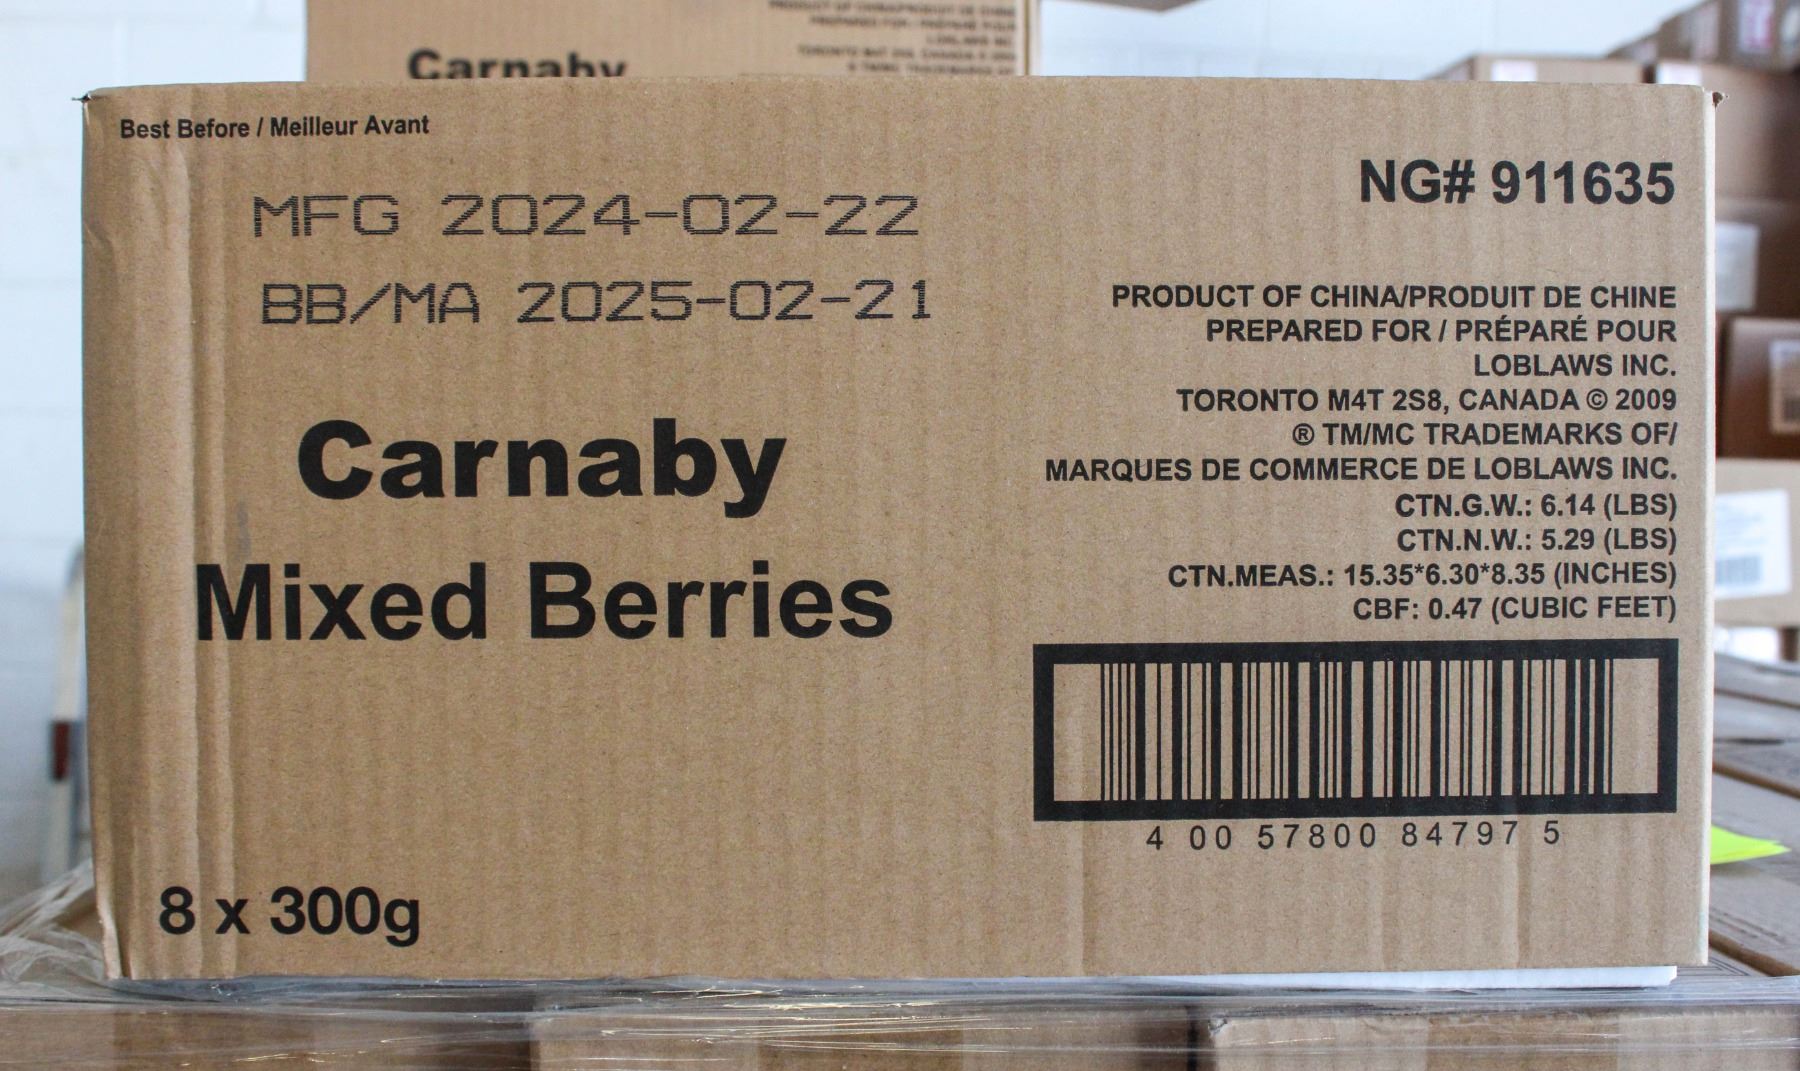 Carnaby
Best Before / Meilleur Avant
MFG 2024-02-22
BB/MA 2025-02-21
Carnaby
Mixed Berries
8 x 300g
NG# 911635
PRODUCT OF CHINA/PRODUIT DE CHINE
PREPARED FOR / PRÉPARÉ POUR
LOBLAWS INC.
TORONTO M4T 2S8, CANADA © 2009
® TM/MC TRADEMARKS OF/
MARQUES DE COMMERCE DE LOBLAWS INC.
CTN.G.W.: 6.14 (LBS)
CTN.N.W.: 5.29 (LBS)
CTN.MEAS.: 15.35*6.30*8.35 (INCHES)
CBF: 0.47 (CUBIC FEET)
4 00 57800 84797 5